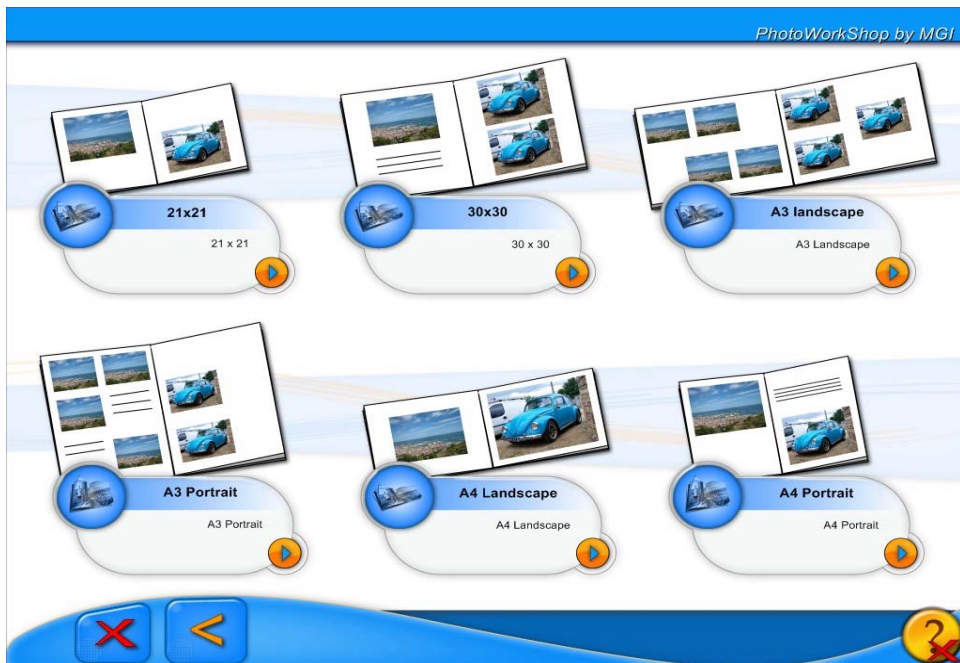 PhotoWorkShop by MGI
21x21
21 x 21
30x30
30 x 30
A3 landscape
A3 Landscape
A3 Portrait
A3 Portrait
A4 Landscape
A4 Landscape
A4 Portrait
A4 Portrait
<
?